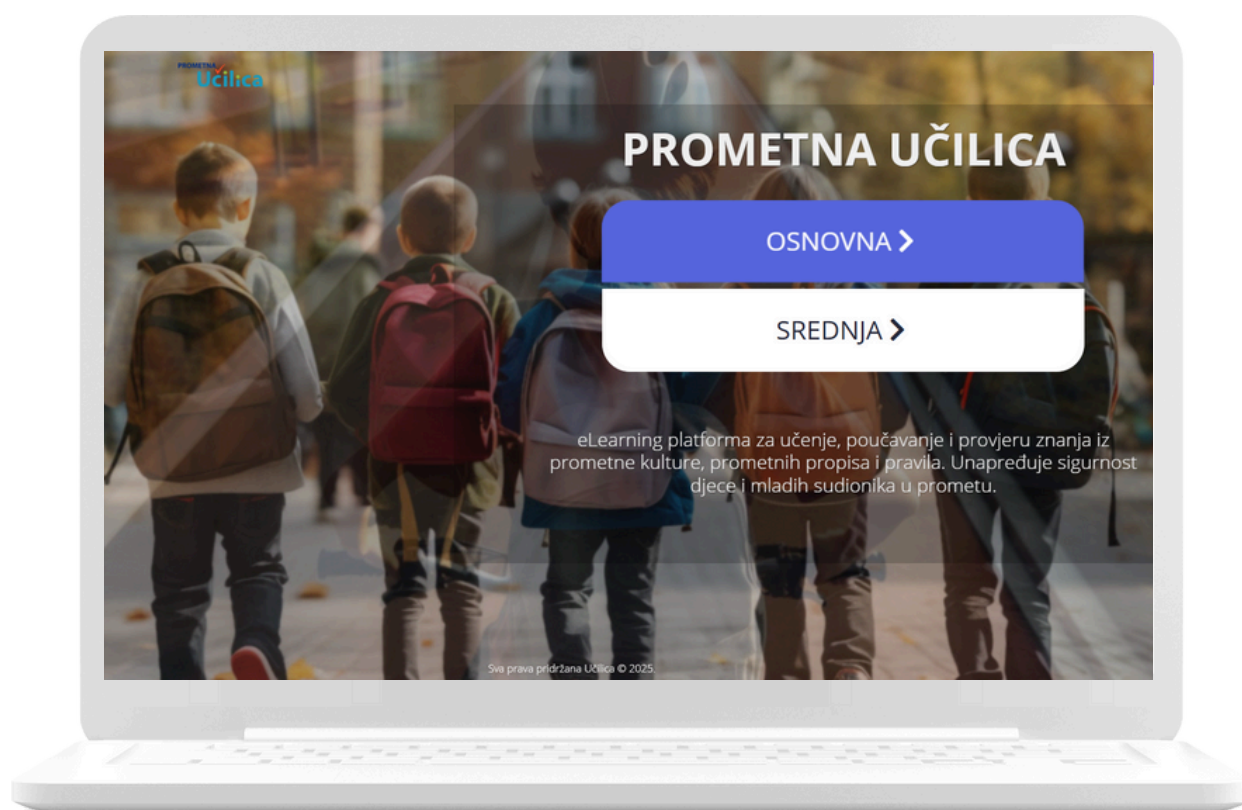 PROMETNA
Učilica
PROMETNA UČILICA
OSNOVNA
SREDNJA
eLearning platforma za učenje, poučavanje i provjeru znanja iz
prometne kulture, prometnih propisa i pravila. Unapređuje sigurnost
djece i mladih sudionika u prometu.
Sva prava pridržana Učilica © 2025.